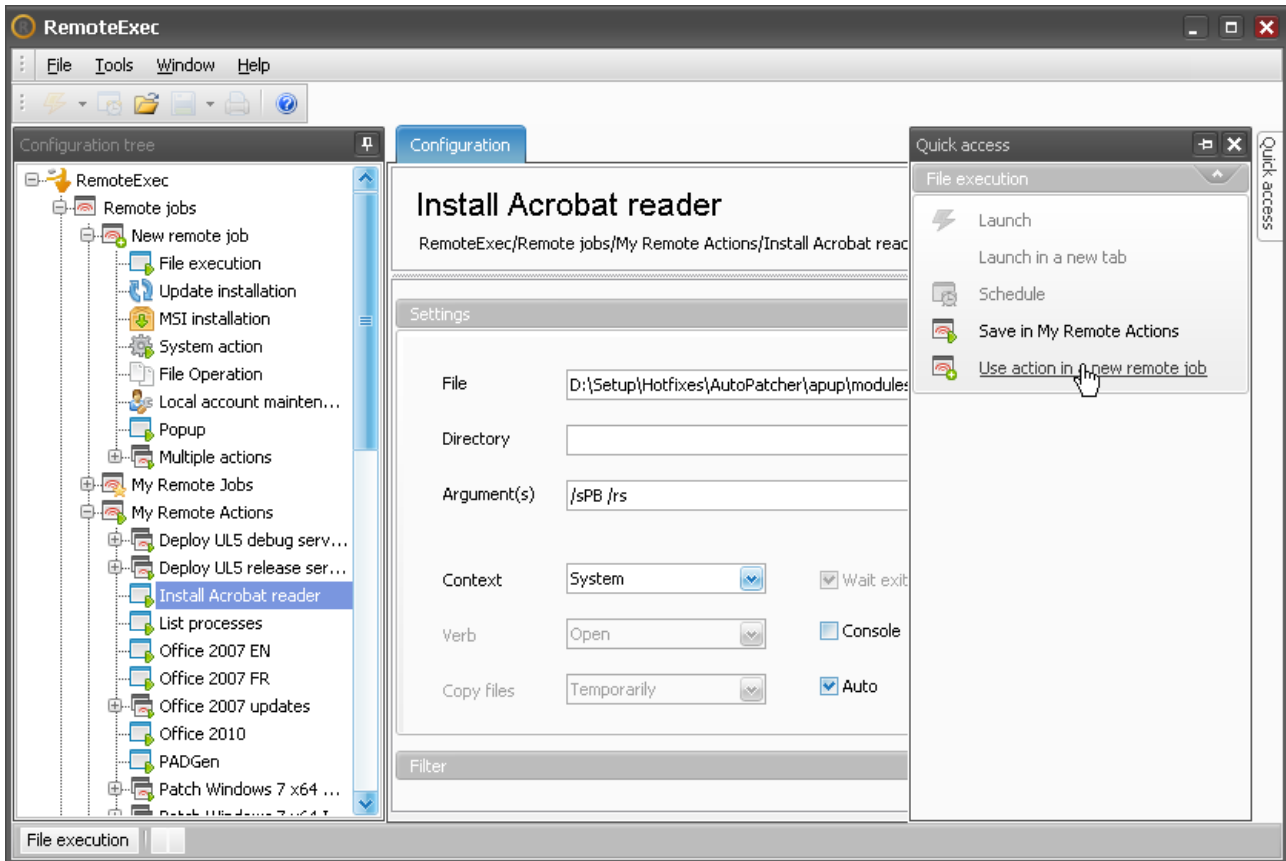 RemoteExec
File Tools Window Help
Configuration tree
RemoteExec
Remote jobs
New remote job
File execution
Update installation
MSI installation
System action
File Operation
Local account mainten...
Popup
Multiple actions
My Remote Jobs
My Remote Actions
Deploy UL5 debug serv...
Deploy UL5 release ser...
Install Acrobat reader
List processes
Office 2007 EN
Office 2007 FR
Office 2007 updates
Office 2010
PADGen
Patch Windows 7 x64 ...
Configuration
Install Acrobat reader
RemoteExec/Remote jobs/My Remote Actions/Install Acrobat reac
Settings
File D:\Setup\Hotfixes\AutoPatcher\apup\modules
Directory
Argument(s) /sPB /rs
Context System Wait exit
Verb Open Console
Copy files Temporarily Auto
Filter
Quick access
File execution
Launch
Launch in a new tab
Schedule
Save in My Remote Actions
Use action in new remote job
Quick access
File execution